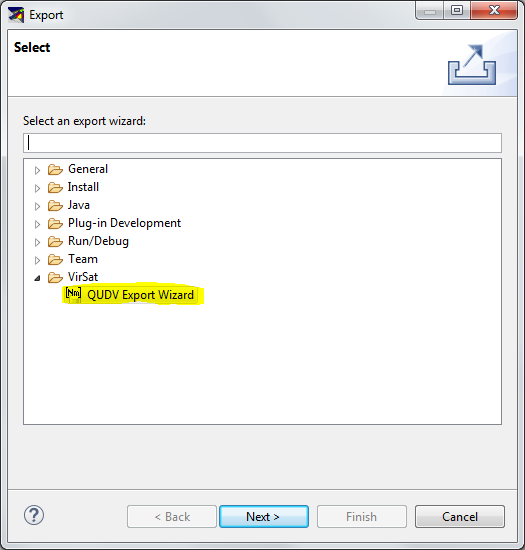 Export
Select
Select an export wizard:
General
Install
Java
Plug-in Development
Run/Debug
Team
VirSat
[Nm] QUDV Export Wizard
? < Back Next > Finish Cancel